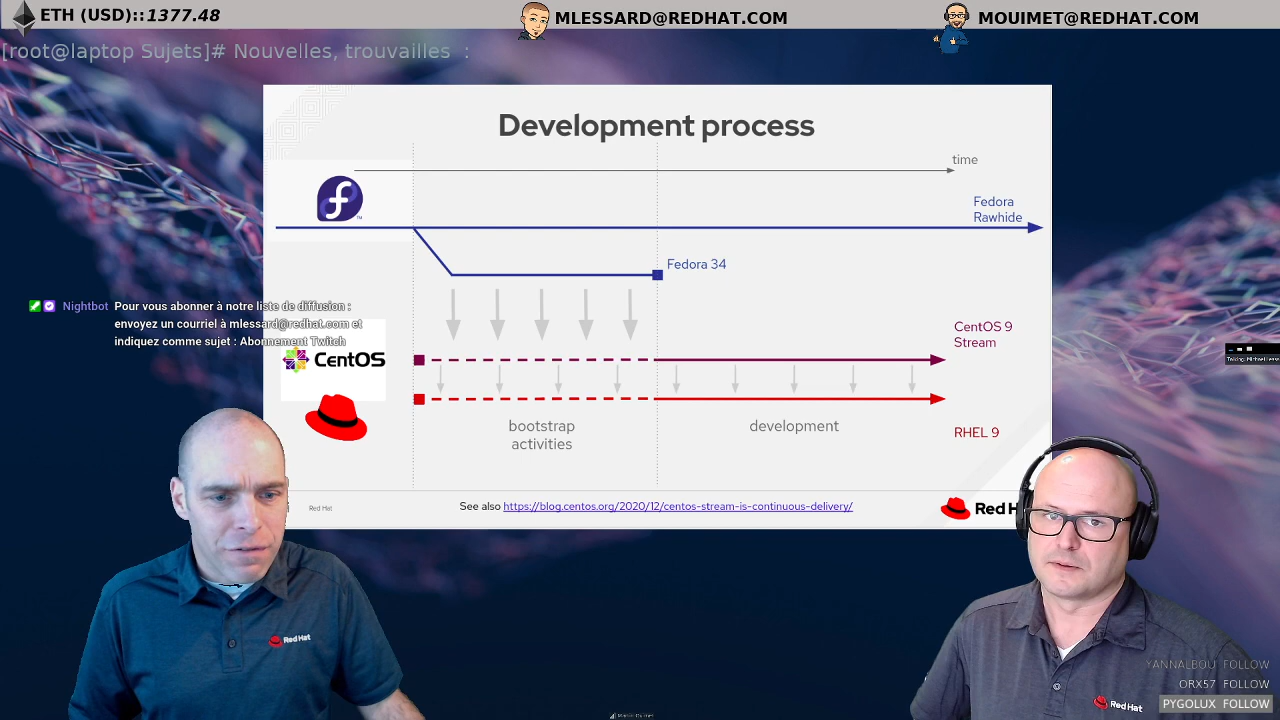 ETH (USD)::1377.48
MLESSARD@REDHAT.COM
MOUIMET@REDHAT.COM
[root@laptop Sujets]# Nouvelles, trouvailles :
Development process
time
Fedora
Rawhide
Fedora 34
Nightbot Pour vous abonner à notre liste de diffusion :
envoyez un courriel à mlessard@redhat.com et
indiquez comme sujet : Abonnement Twitch
CentOS 9
Stream
CentOS
bootstrap
activities
development
RHEL 9
See also https://blog.centos.org/2020/12/centos-stream-is-continuous-delivery/
Red Hat
Red H
Red Hat
Red Hat
YANNALBOU FOLLOW
ORX57 FOLLOW
PYGOLUX FOLLOW